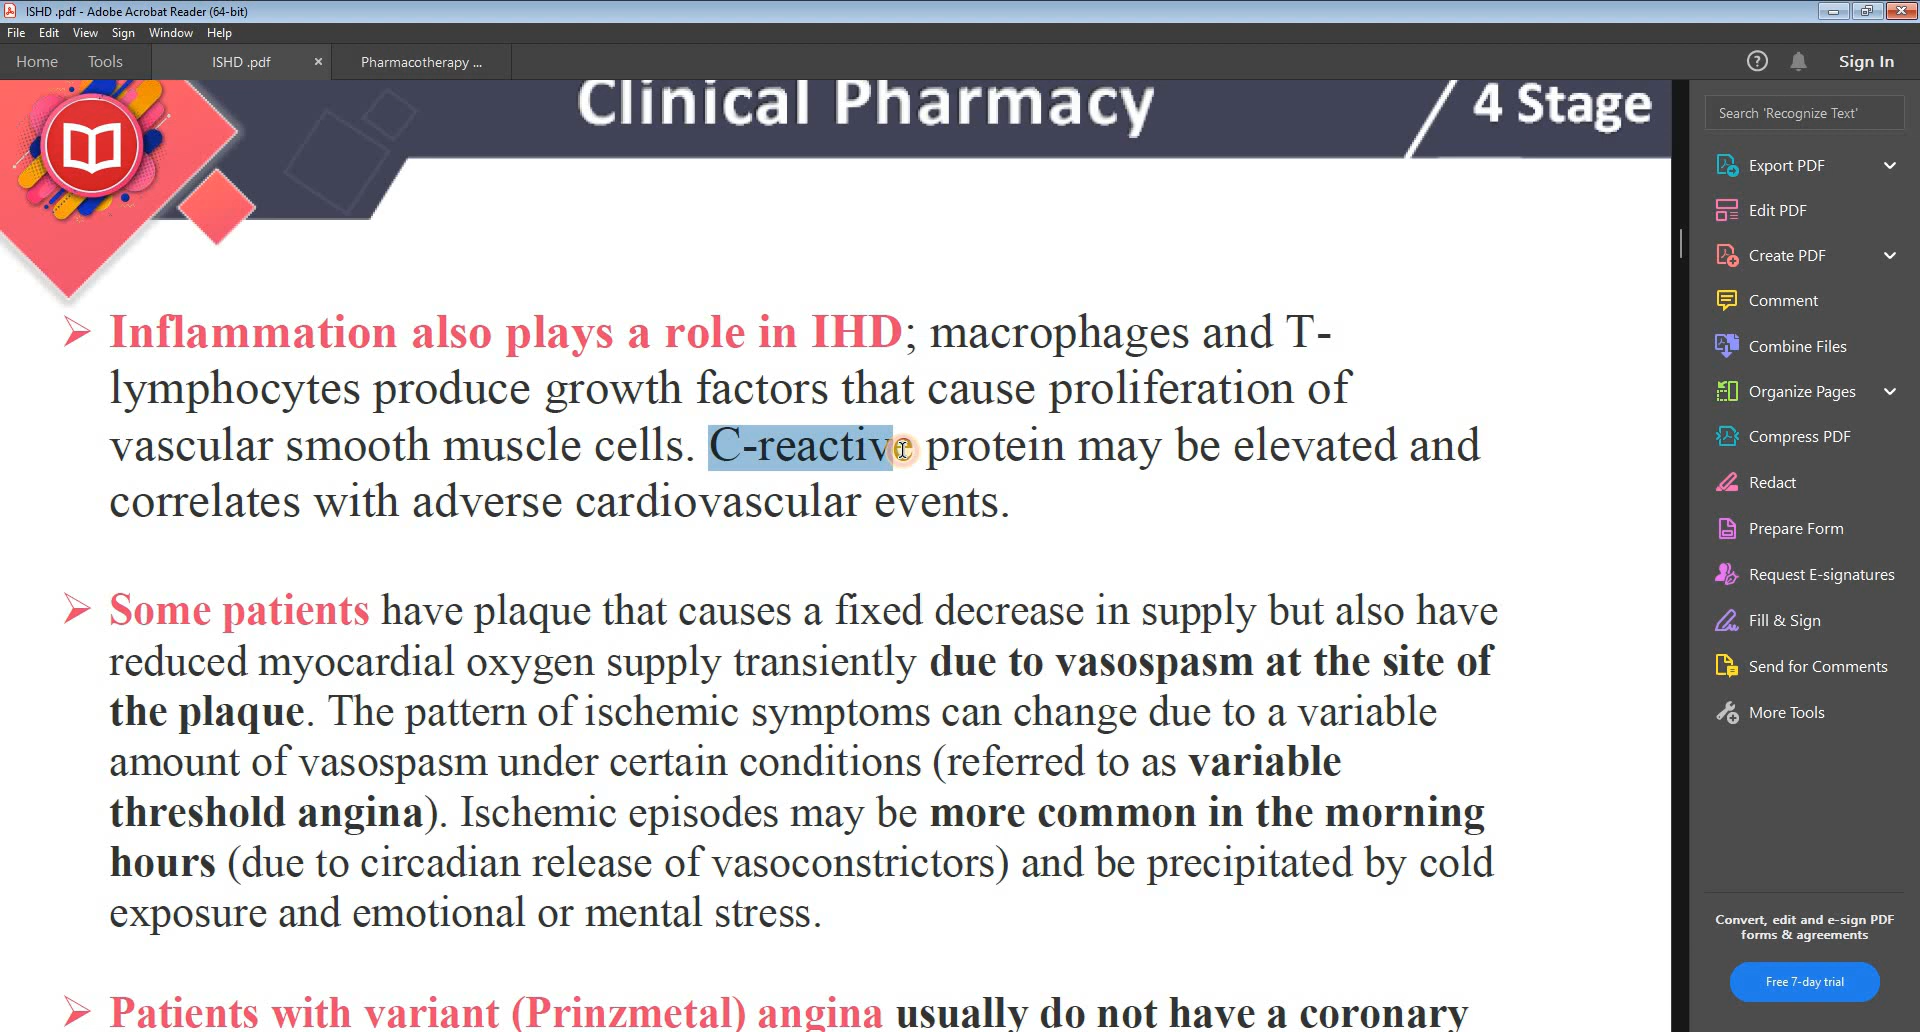 ISHD .pdf - Adobe Acrobat Reader (64-bit)
File Edit View Sign Window Help
Home Tools ISHD .pdf × Pharmacotherapy ... Sign In
Clinical Pharmacy / 4 Stage
Inflammation also plays a role in IHD; macrophages and T-
lymphocytes produce growth factors that cause proliferation of
vascular smooth muscle cells. C-reactive protein may be elevated and
correlates with adverse cardiovascular events.
Some patients have plaque that causes a fixed decrease in supply but also have
reduced myocardial oxygen supply transiently due to vasospasm at the site of
the plaque. The pattern of ischemic symptoms can change due to a variable
amount of vasospasm under certain conditions (referred to as variable
threshold angina). Ischemic episodes may be more common in the morning
hours (due to circadian release of vasoconstrictors) and be precipitated by cold
exposure and emotional or mental stress.
Patients with variant (Prinzmetal) angina usually do not have a coronary
Search 'Recognize Text'
Export PDF
Edit PDF
Create PDF
Comment
Combine Files
Organize Pages
Compress PDF
Redact
Prepare Form
Request E-signatures
Fill & Sign
Send for Comments
More Tools
Convert, edit and e-sign PDF
forms & agreements
Free 7-day trial